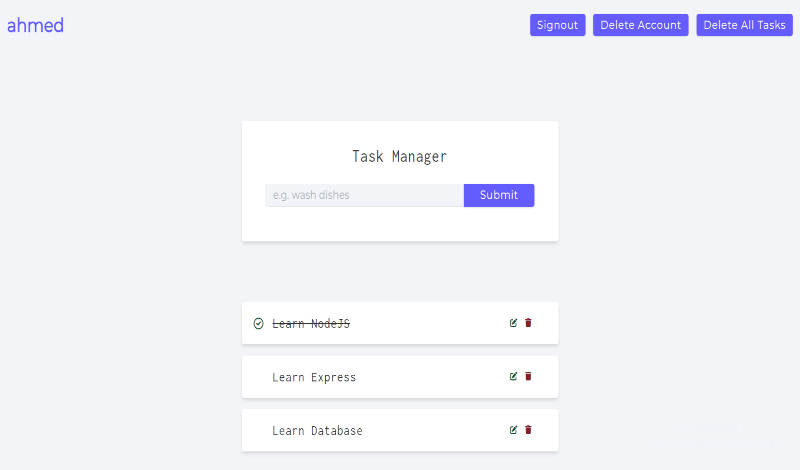 ahmed
Signout Delete Account Delete All Tasks
Task Manager
e.g. wash dishes Submit
Learn NodeJS
Learn Express
Learn Database